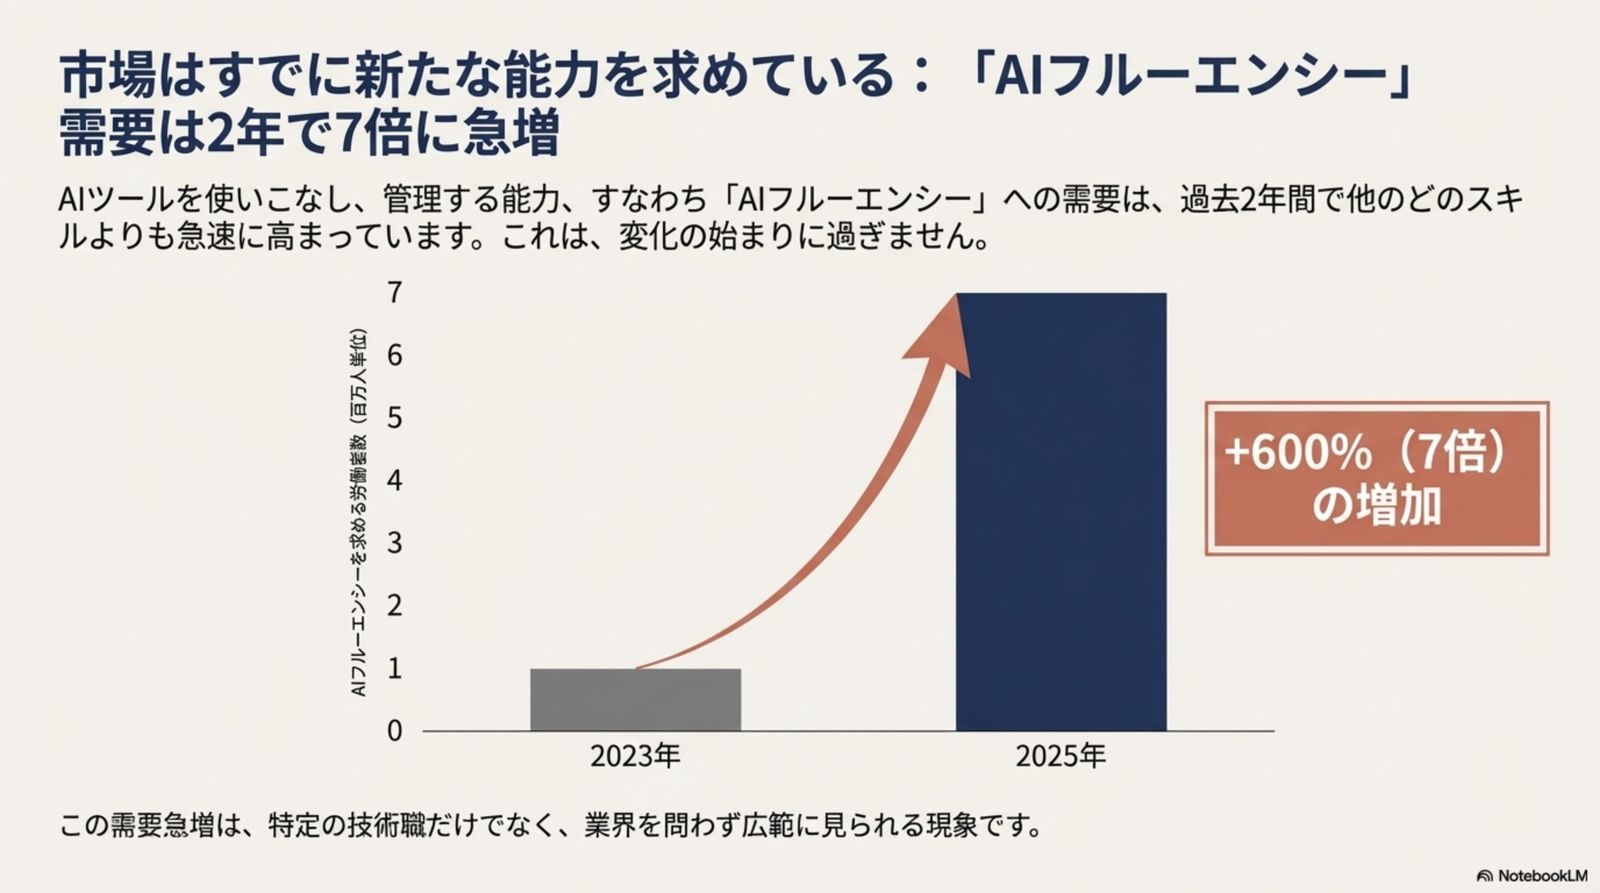 市場はすでに新たな能力を求めている：「AIフルーエンシー」
需要は2年で7倍に急増
AIツールを使いこなし、管理する能力、すなわち「AIフルーエンシー」への需要は、過去2年間で他のどのスキ
ルよりも急速に高まっています。これは、変化の始まりに過ぎません。
AIフルーエンシーを求める労働者数（百万人単位）
7
6
5
4
3
2
1
0
2023年
2025年
+600%（7倍）
の増加
この需要急増は、特定の技術職だけでなく、業界を問わず広範に見られる現象です。
NotebookLM